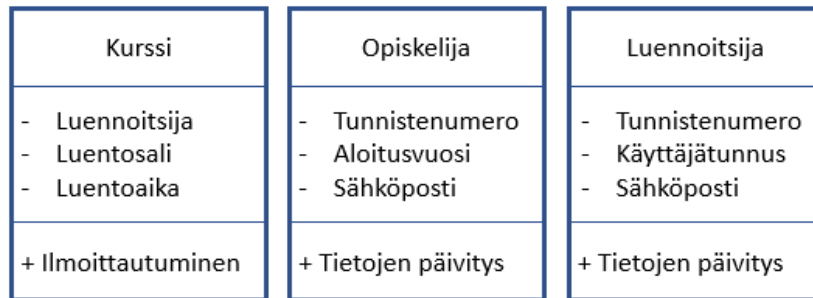 Kurssi
- Luennoitsija
- Luentosali
- Luentoaika
+ Ilmoittautuminen
Opiskelija
- Tunnistenumero
- Aloitusvuosi
- Sähköposti
+ Tietojen päivitys
Luennoitsija
- Tunnistenumero
- Käyttäjätunnus
- Sähköposti
+ Tietojen päivitys